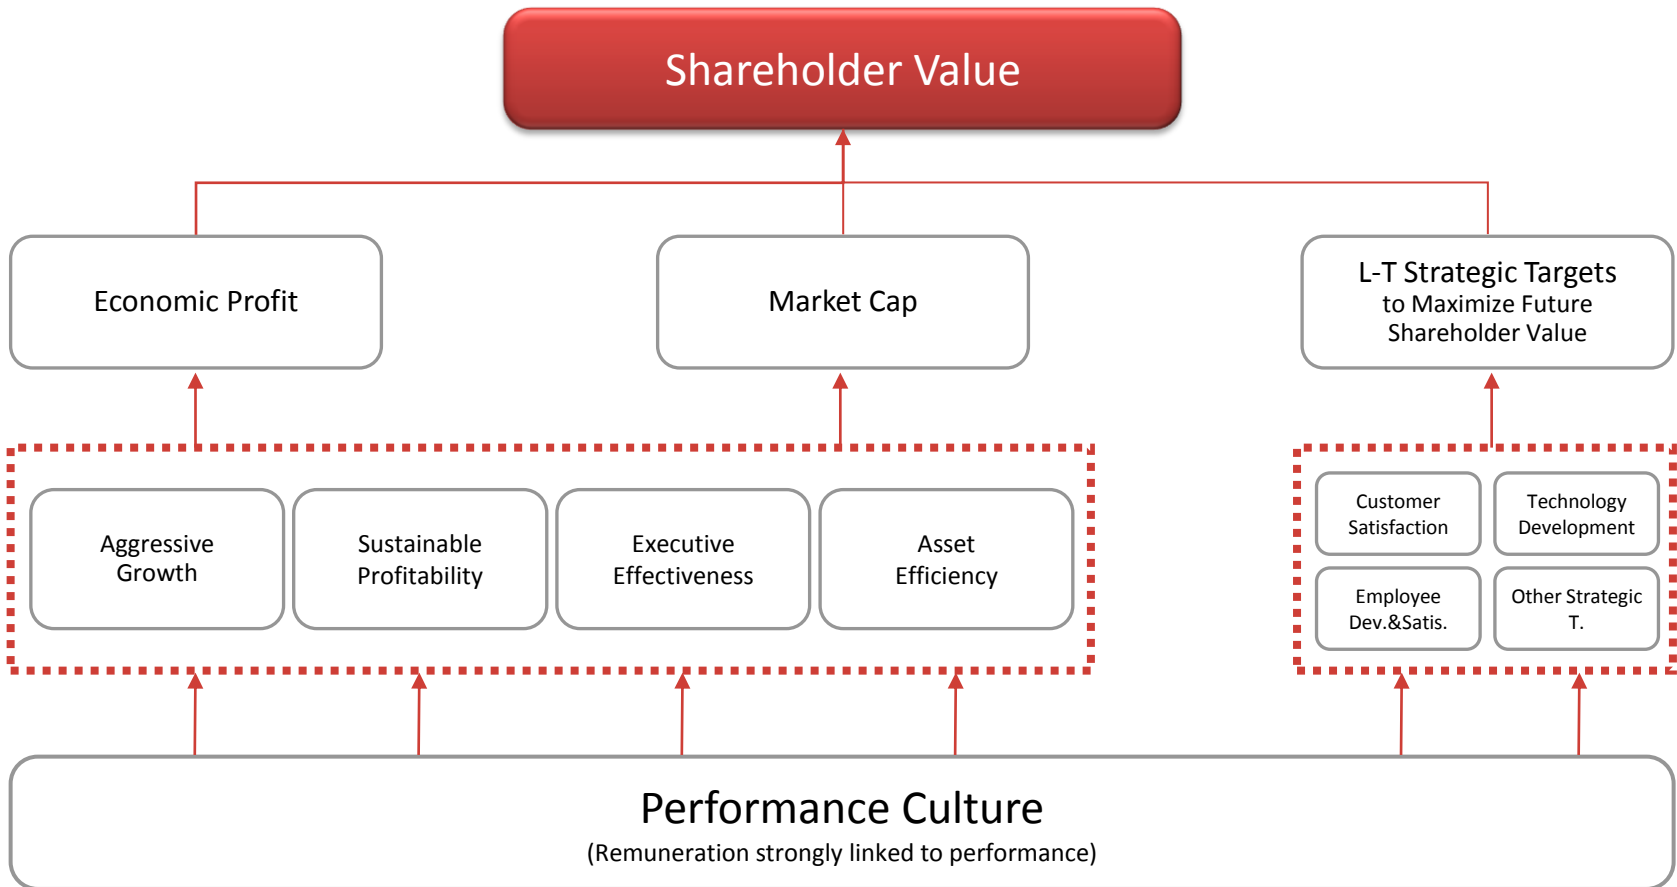 Shareholder Value
Economic Profit
Market Cap
L-T Strategic Targets
to Maximize Future
Shareholder Value
Aggressive
Growth
Sustainable
Profitability
Executive
Effectiveness
Asset
Efficiency
Customer
Satisfaction
Technology
Development
Employee
Dev.&Satis.
Other Strategic
T.
Performance Culture
(Remuneration strongly linked to performance)